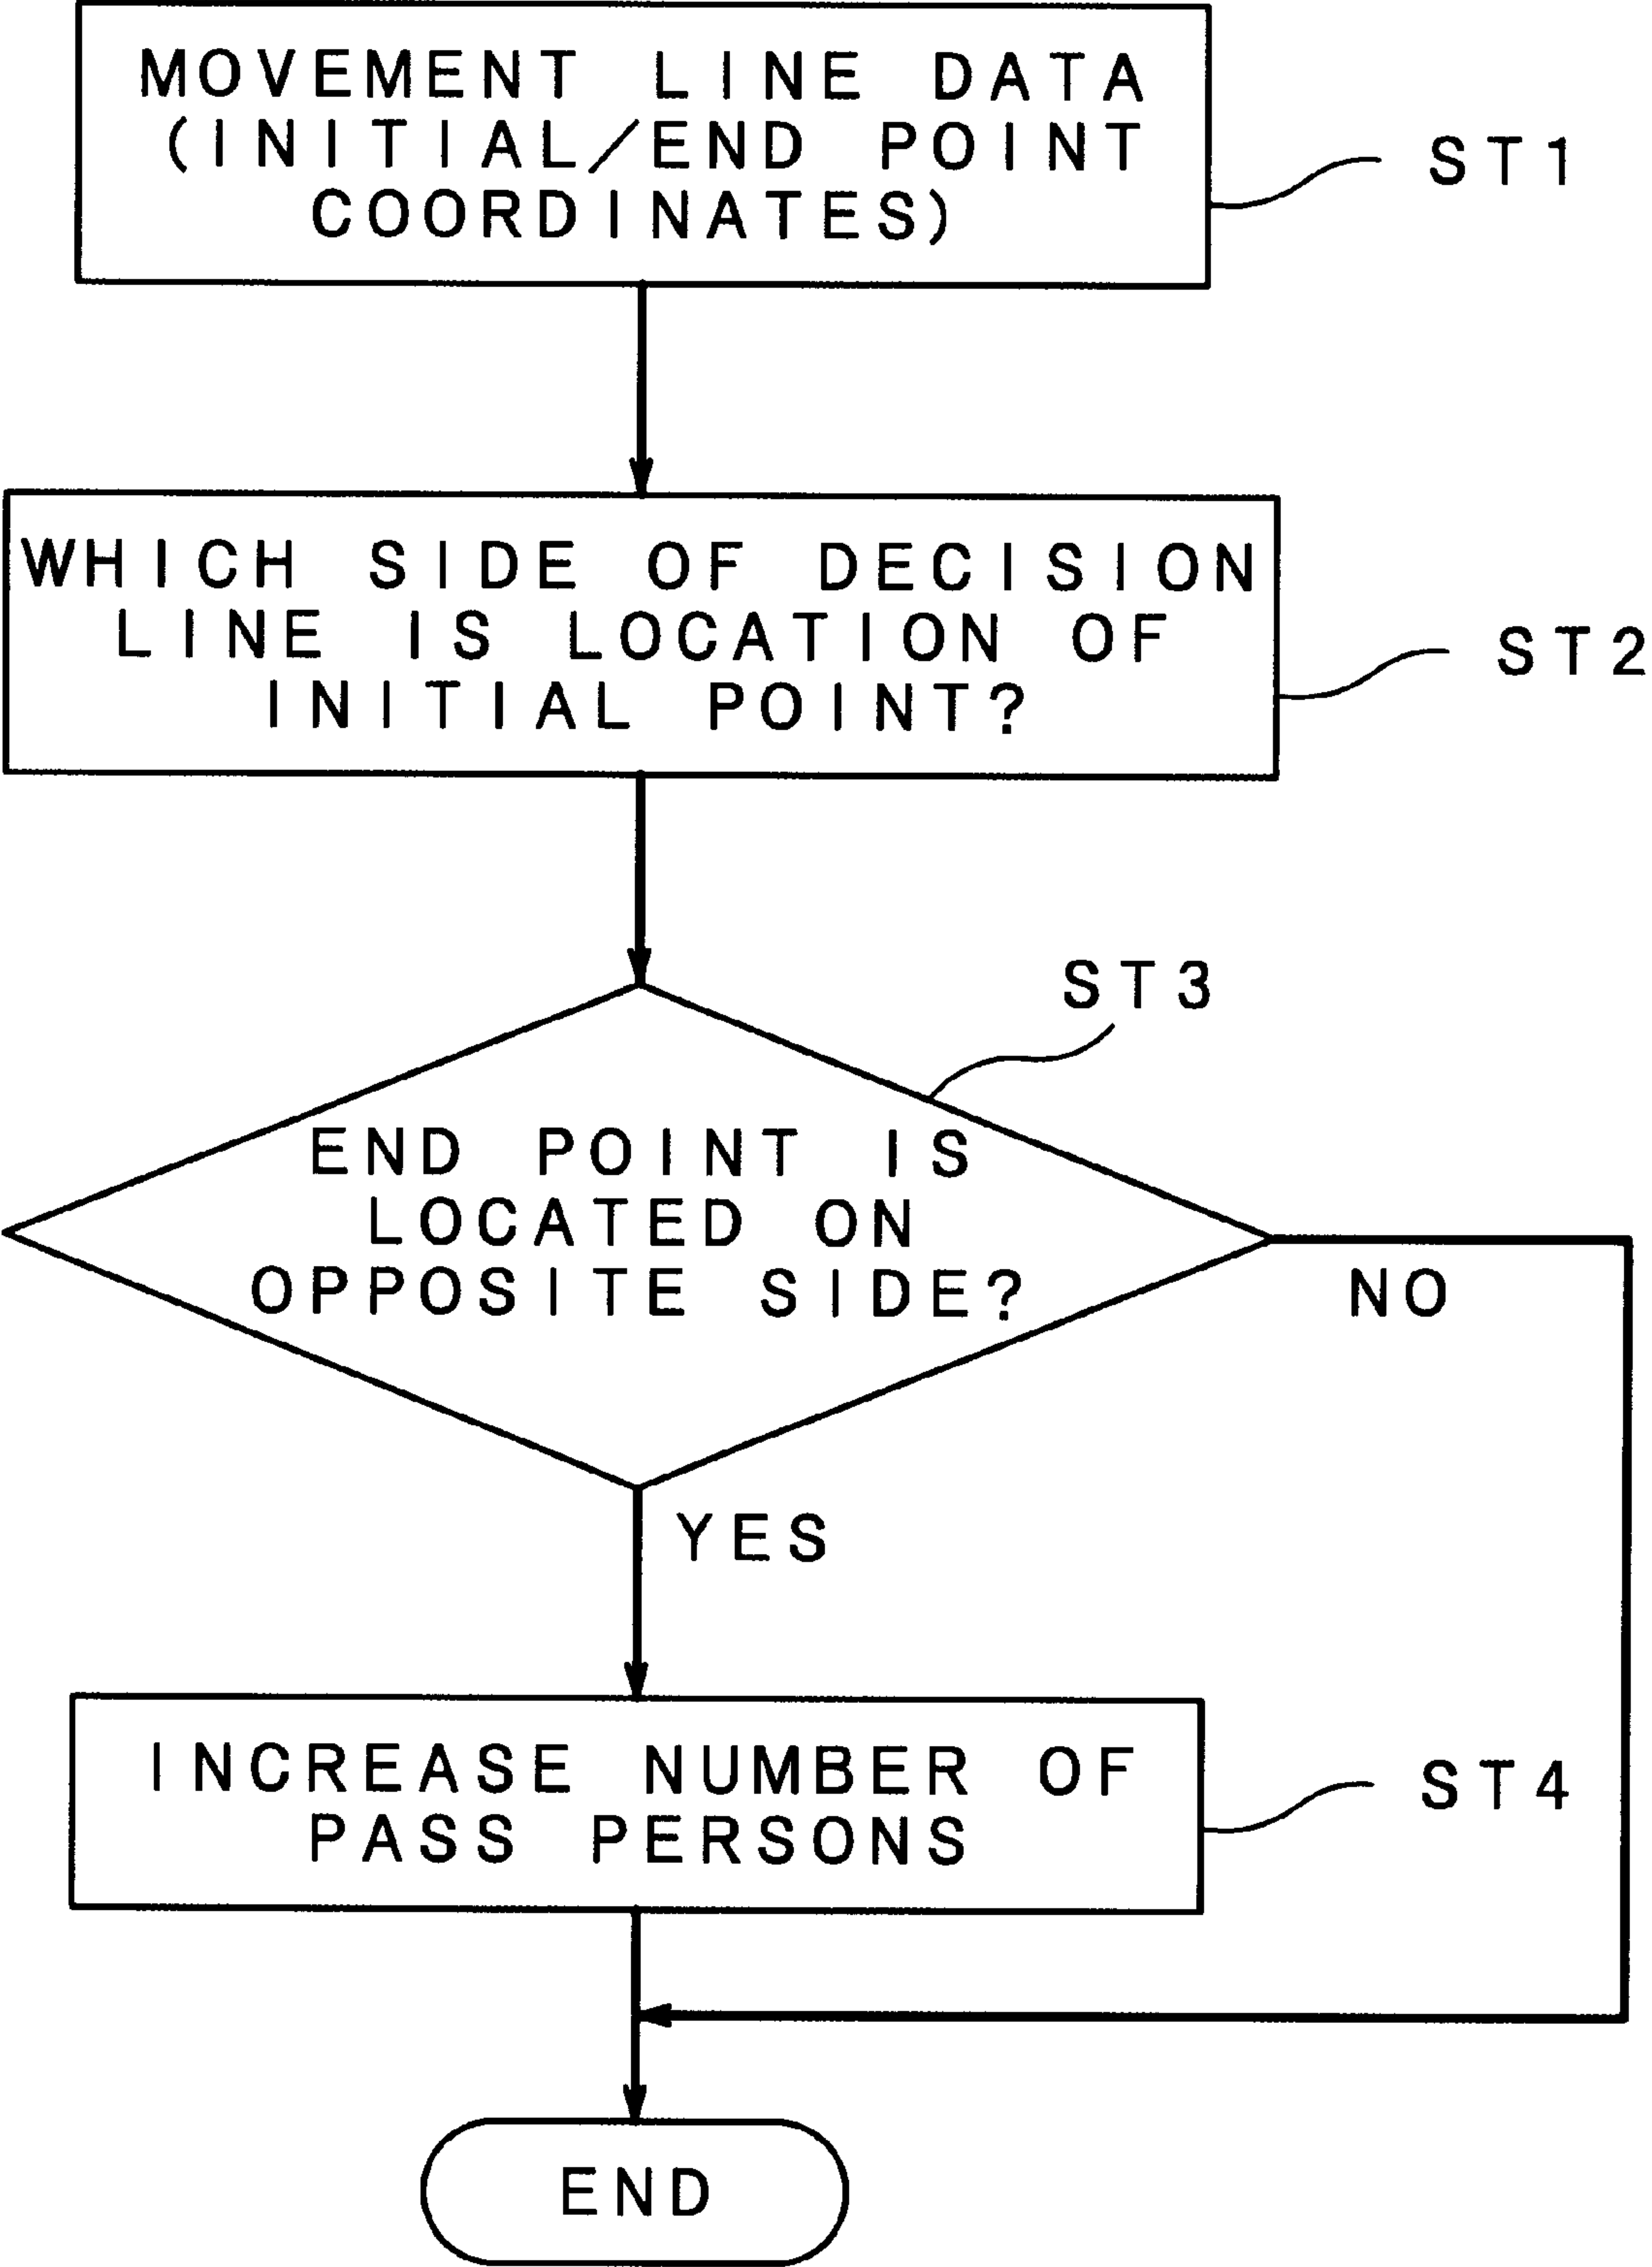 MOVEMENT LINE DATA
(INITIAL/END POINT
COORDINATES)
ST1
WHICH SIDE OF DECISION
LINE IS LOCATION OF
INITIAL POINT?
ST2
ST3
END POINT IS
LOCATED ON
OPPOSITE SIDE?
NO
YES
INCREASE NUMBER OF
PASS PERSONS
ST4
END